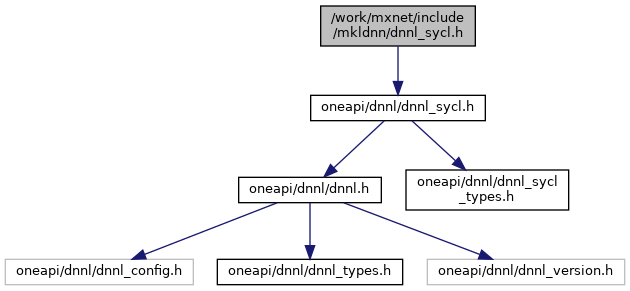 /work/mxnet/include
/mkldnn/dnnl_sycl.h
oneapi/dnnl/dnnl_sycl.h
oneapi/dnnl/dnnl.h
oneapi/dnnl/dnnl_sycl
_types.h
oneapi/dnnl/dnnl_config.h
oneapi/dnnl/dnnl_types.h
oneapi/dnnl/dnnl_version.h